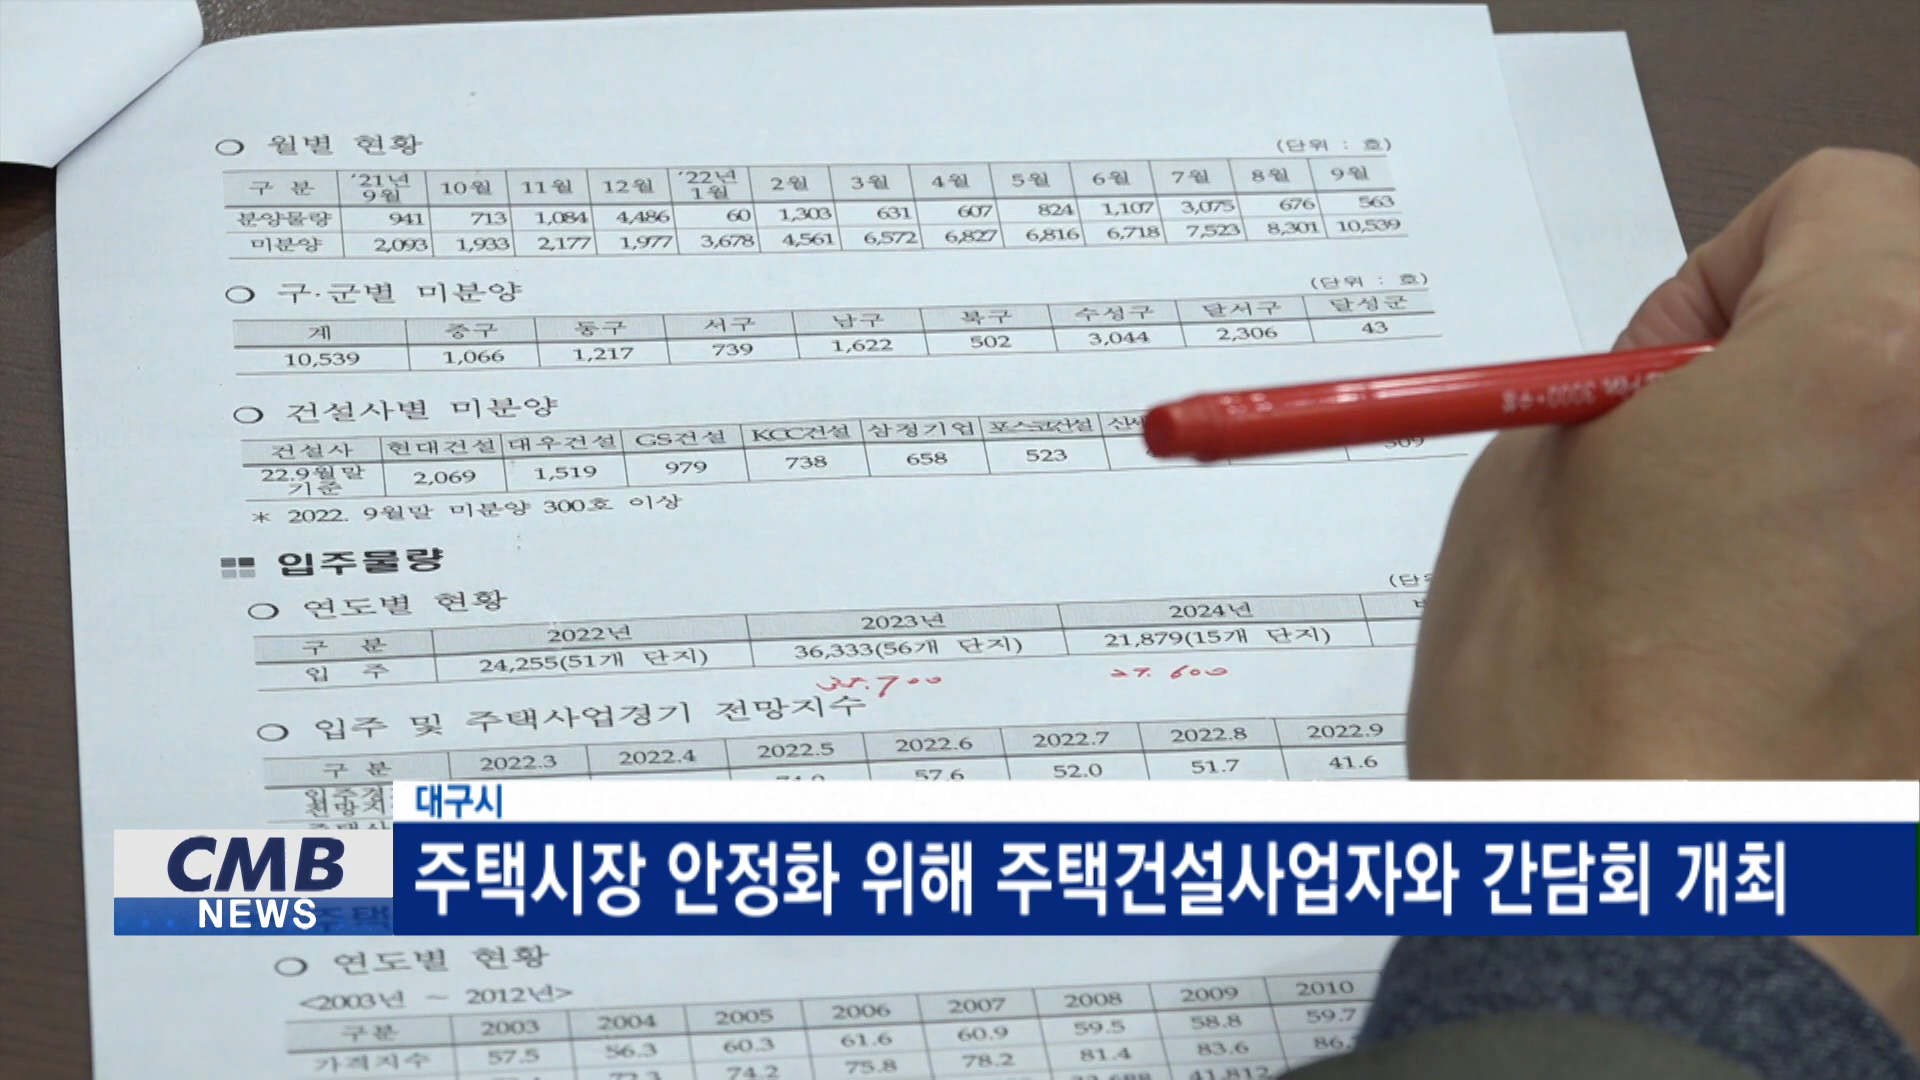 ○ 월별 현황
(단위 : 호)
구 분 '21년 9월 10월 11월 12월 '22년 1월 2월 3월 4월 5월 6월 7월 8월 9월
분양물량 941 713 1,084 4,486 60 1,303 631 607 824 1,107 3,075 676 563
미분양 2,093 1,933 2,177 1,977 3,678 4,561 6,572 6,827 6,816 6,718 7,523 8,301 10,539
○ 구·군별 미분양
(단위 : 호)
계 중구 동구 서구 남구 북구 수성구 달서구 달성군
10,539 1,066 1,217 739 1,622 502 3,044 2,306 43
○ 건설사별 미분양
건설사 현대건설 대우건설 GS건설 KCC건설 삼정기업 포스코건설
22.9월말 기준 2,069 1,519 979 738 658 523
* 2022. 9월말 미분양 300호 이상
입주물량
○ 연도별 현황
구 분 2022년 2023년 2024년
입 주 24,255(51개 단지) 36,333(56개 단지) 21,879(15개 단지)
○ 입주 및 주택사업경기 전망지수
구 분 2022.3 2022.4 2022.5 2022.6 2022.7 2022.8 2022.9
57.6 52.0 51.7 41.6
대구시
CMB NEWS
주택시장 안정화 위해 주택건설사업자와 간담회 개최
○ 연도별 현황
<2003년 ~ 2012년>
구분 2003 2004 2005 2006 2007 2008 2009 2010
가격지수 57.5 56.3 60.3 61.6 60.9 59.5 58.8 59.7
74.2 75.8 78.2 81.4 83.6